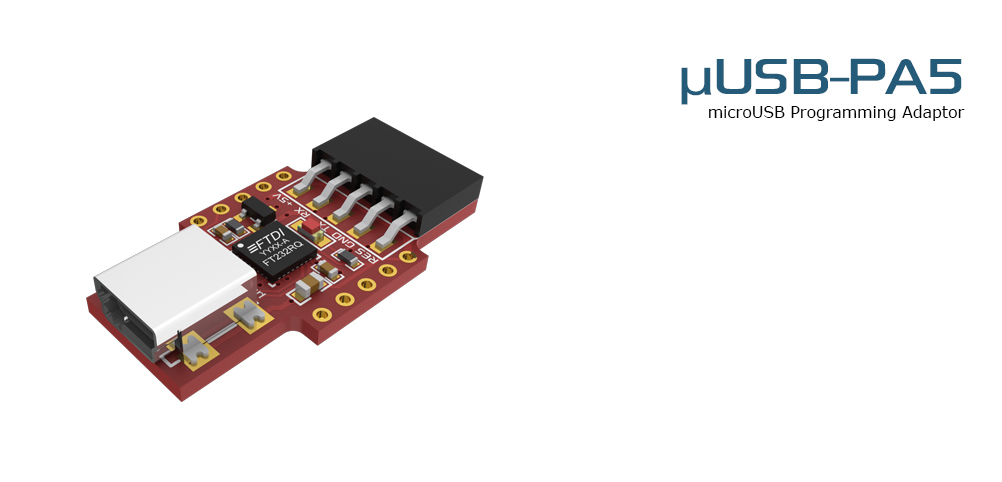 µUSB-PA5
microUSB Programming Adaptor
+5V RX TX GND RES
FTDI
YYXX-A
FT232RQ